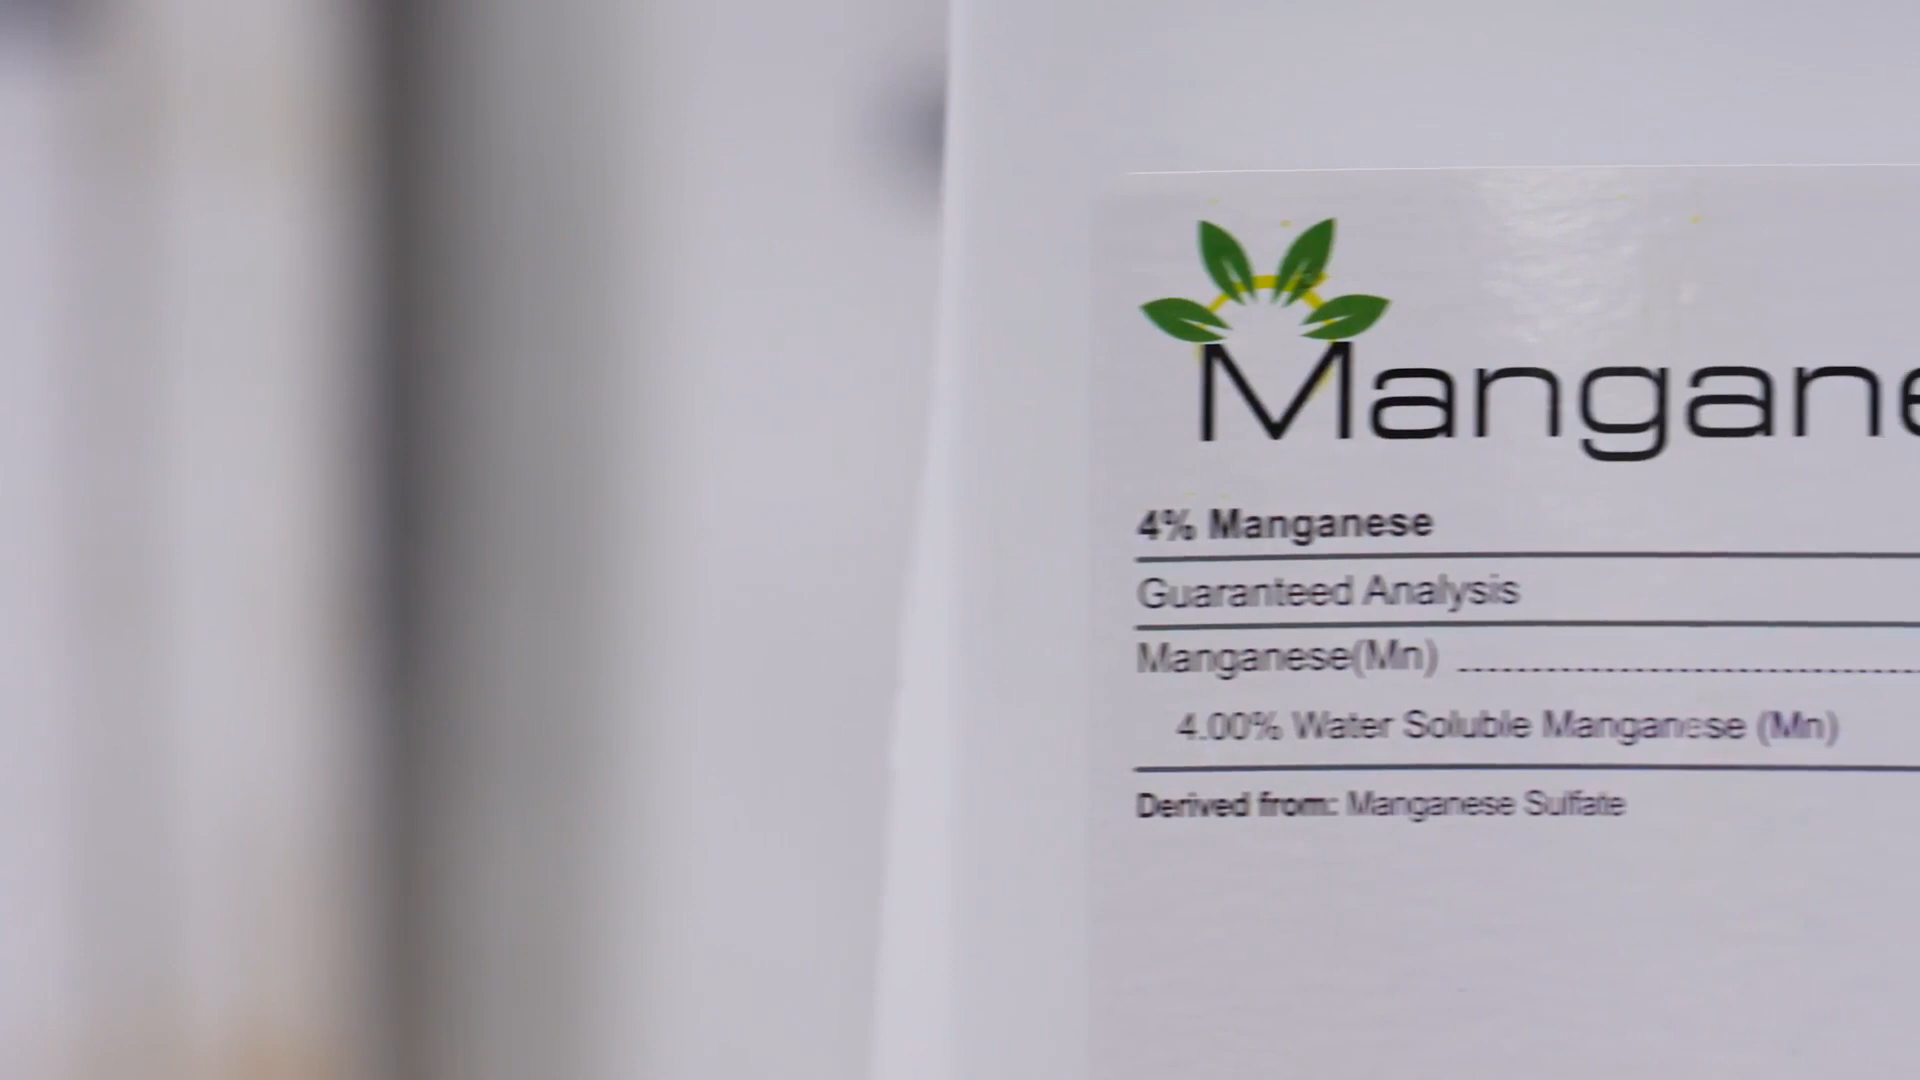 Mangane
4% Manganese
Guaranteed Analysis
Manganese(Mn) ........................................
4.00% Water Soluble Manganese (Mn)
Derived from: Manganese Sulfate